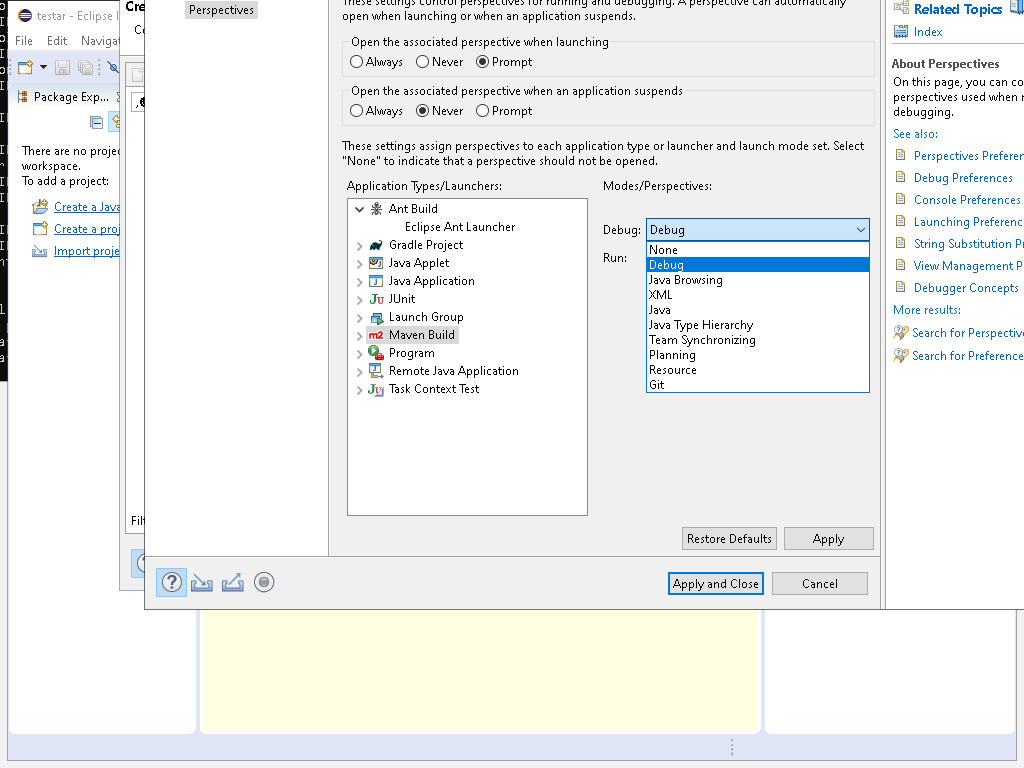 testar - Eclipse I
File Edit Navigat
Package Exp...
There are no proje
workspace.
To add a project:
Create a Java
Create a proj
Import proje
Cre
Filt
Perspectives
These settings control perspectives for running and debugging. A perspective can automatically
open when launching or when an application suspends.
Open the associated perspective when launching
Always Never Prompt
Open the associated perspective when an application suspends
Always Never Prompt
These settings assign perspectives to each application type or launcher and launch mode set. Select
"None" to indicate that a perspective should not be opened.
Application Types/Launchers:
Ant Build
Eclipse Ant Launcher
Gradle Project
Java Applet
Java Application
JUnit
Launch Group
Maven Build
Program
Remote Java Application
Task Context Test
Modes/Perspectives:
Debug: Debug
Run:
None
Debug
Java Browsing
XML
Java
Java Type Hierarchy
Team Synchronizing
Planning
Resource
Git
Restore Defaults Apply
Apply and Close Cancel
Related Topics
Index
About Perspectives
On this page, you can co
perspectives used when r
debugging.
See also:
Perspectives Preferen
Debug Preferences
Console Preferences
Launching Preferenc
String Substitution Pr
View Management P
Debugger Concepts
More results:
Search for Perspective
Search for Preference